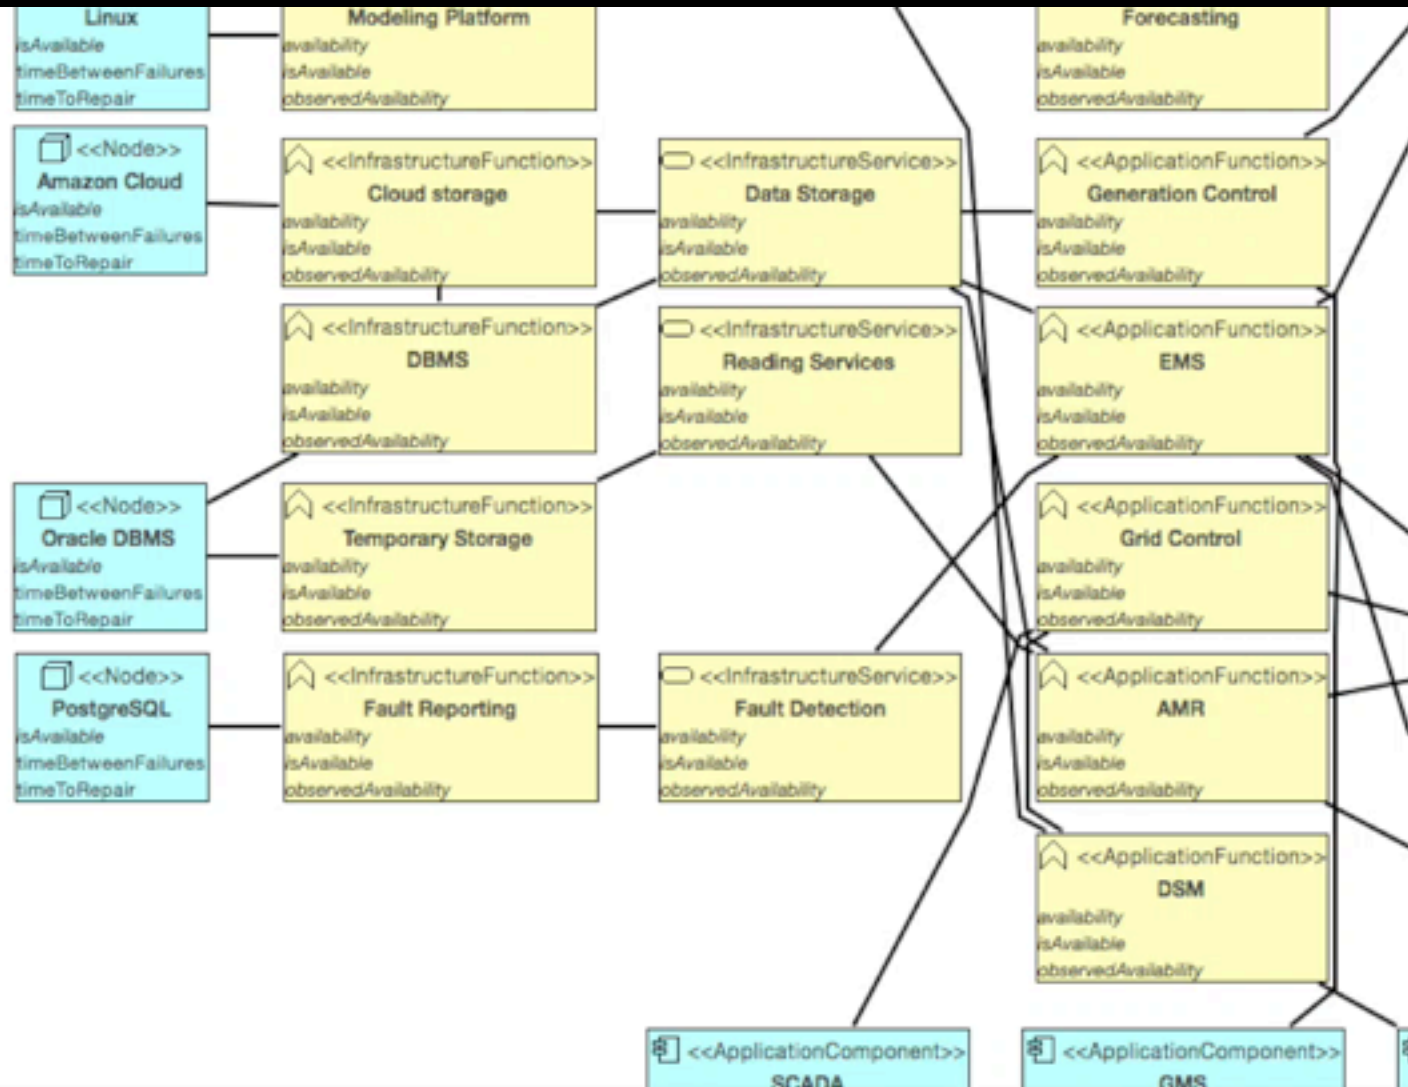 Linux
isAvailable
timeBetweenFailures
timeToRepair
Modeling Platform
availability
isAvailable
observedAvailability
Forecasting
availability
isAvailable
observedAvailability
<<Node>>
Amazon Cloud
isAvailable
timeBetweenFailures
timeToRepair
<<InfrastructureFunction>>
Cloud storage
availability
isAvailable
observedAvailability
<<InfrastructureService>>
Data Storage
availability
isAvailable
observedAvailability
<<ApplicationFunction>>
Generation Control
availability
isAvailable
observedAvailability
<<InfrastructureFunction>>
DBMS
availability
isAvailable
observedAvailability
<<InfrastructureService>>
Reading Services
availability
isAvailable
observedAvailability
<<ApplicationFunction>>
EMS
availability
isAvailable
observedAvailability
<<Node>>
Oracle DBMS
isAvailable
timeBetweenFailures
timeToRepair
<<InfrastructureFunction>>
Temporary Storage
availability
isAvailable
observedAvailability
<<ApplicationFunction>>
Grid Control
availability
isAvailable
observedAvailability
<<Node>>
PostgreSQL
isAvailable
timeBetweenFailures
timeToRepair
<<InfrastructureFunction>>
Fault Reporting
availability
isAvailable
observedAvailability
<<InfrastructureService>>
Fault Detection
availability
isAvailable
observedAvailability
<<ApplicationFunction>>
AMR
availability
isAvailable
observedAvailability
<<ApplicationFunction>>
DSM
availability
isAvailable
observedAvailability
<<ApplicationComponent>>
SCADA
<<ApplicationComponent>>
GMS